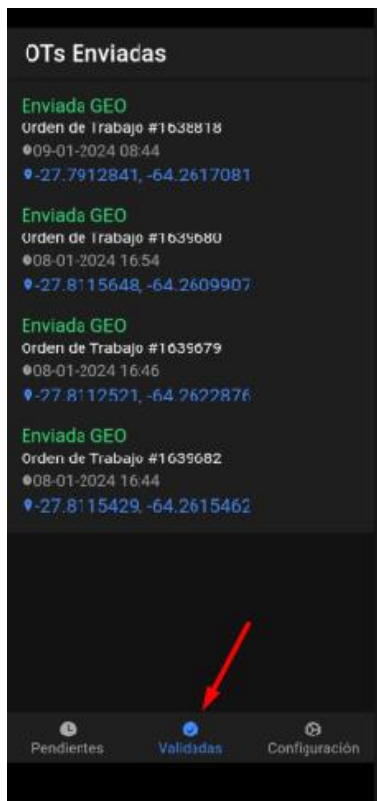 OTs Enviadas
Enviada GEO
Orden de Trabajo #1638818
09-01-2024 08:44
-27.7912841, -64.2617081
Enviada GEO
Orden de Trabajo #1639680
08-01-2024 16:54
-27.8115648, -64.2609907
Enviada GEO
Orden de Trabajo #1639679
08-01-2024 16:46
-27.8112521, -64.2622876
Enviada GEO
Orden de Trabajo #1639682
08-01-2024 16:44
-27.8115429, -64.2615462
Pendientes Validadas Configuración